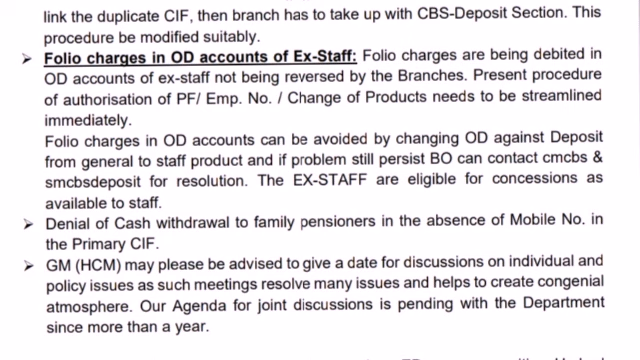 link the duplicate CIF, then branch has to take up with CBS-Deposit Section. This
procedure be modified suitably.
➢ Folio charges in OD accounts of Ex-Staff: Folio charges are being debited in
OD accounts of ex-staff not being reversed by the Branches. Present procedure
of authorisation of PF/ Emp. No. / Change of Products needs to be streamlined
immediately.
Folio charges in OD accounts can be avoided by changing OD against Deposit
from general to staff product and if problem still persist BO can contact cmcbs &
smcbsdeposit for resolution. The EX-STAFF are eligible for concessions as
available to staff.
➢ Denial of Cash withdrawal to family pensioners in the absence of Mobile No. in
the Primary CIF.
➢ GM (HCM) may please be advised to give a date for discussions on individual and
policy issues as such meetings resolve many issues and helps to create congenial
atmosphere. Our Agenda for joint discussions is pending with the Department
since more than a year.